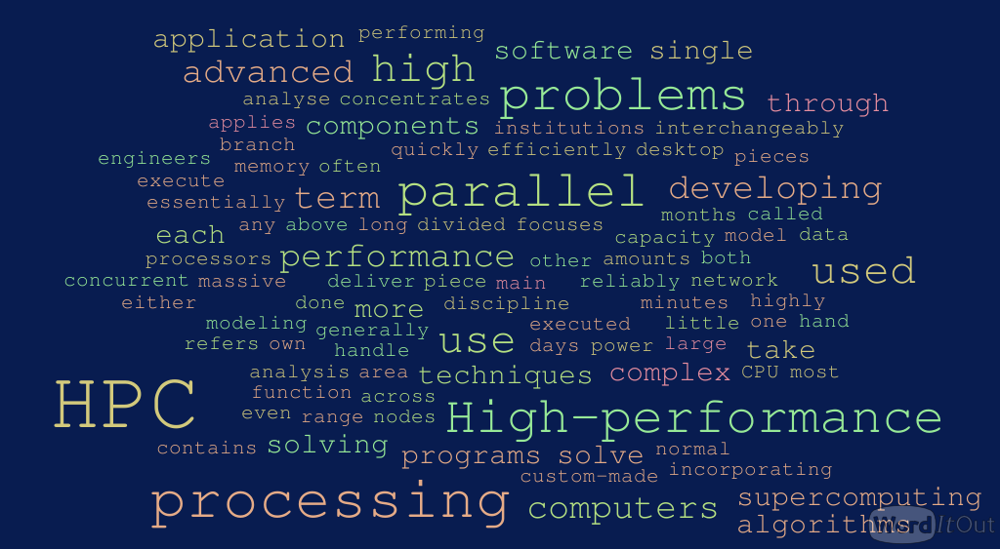 application performing software single
advanced high problems through
analyse concentrates
applies components institutions interchangeably
branch quickly efficiently desktop pieces
engineers memory often
execute parallel developing
essentially term months called
each any above long divided focuses capacity model data
processors performance other amounts both used
concurrent massive deliver piece main reliably network
either done more discipline minutes highly
modeling generally executed little one hand
refers own handle use days power large take
analysis area techniques complex CPU most
HPC function across
even range nodes High-performance
contains solving programs solve normal
processing custom-made incorporating
computers supercomputing
algorithms
WordItOut